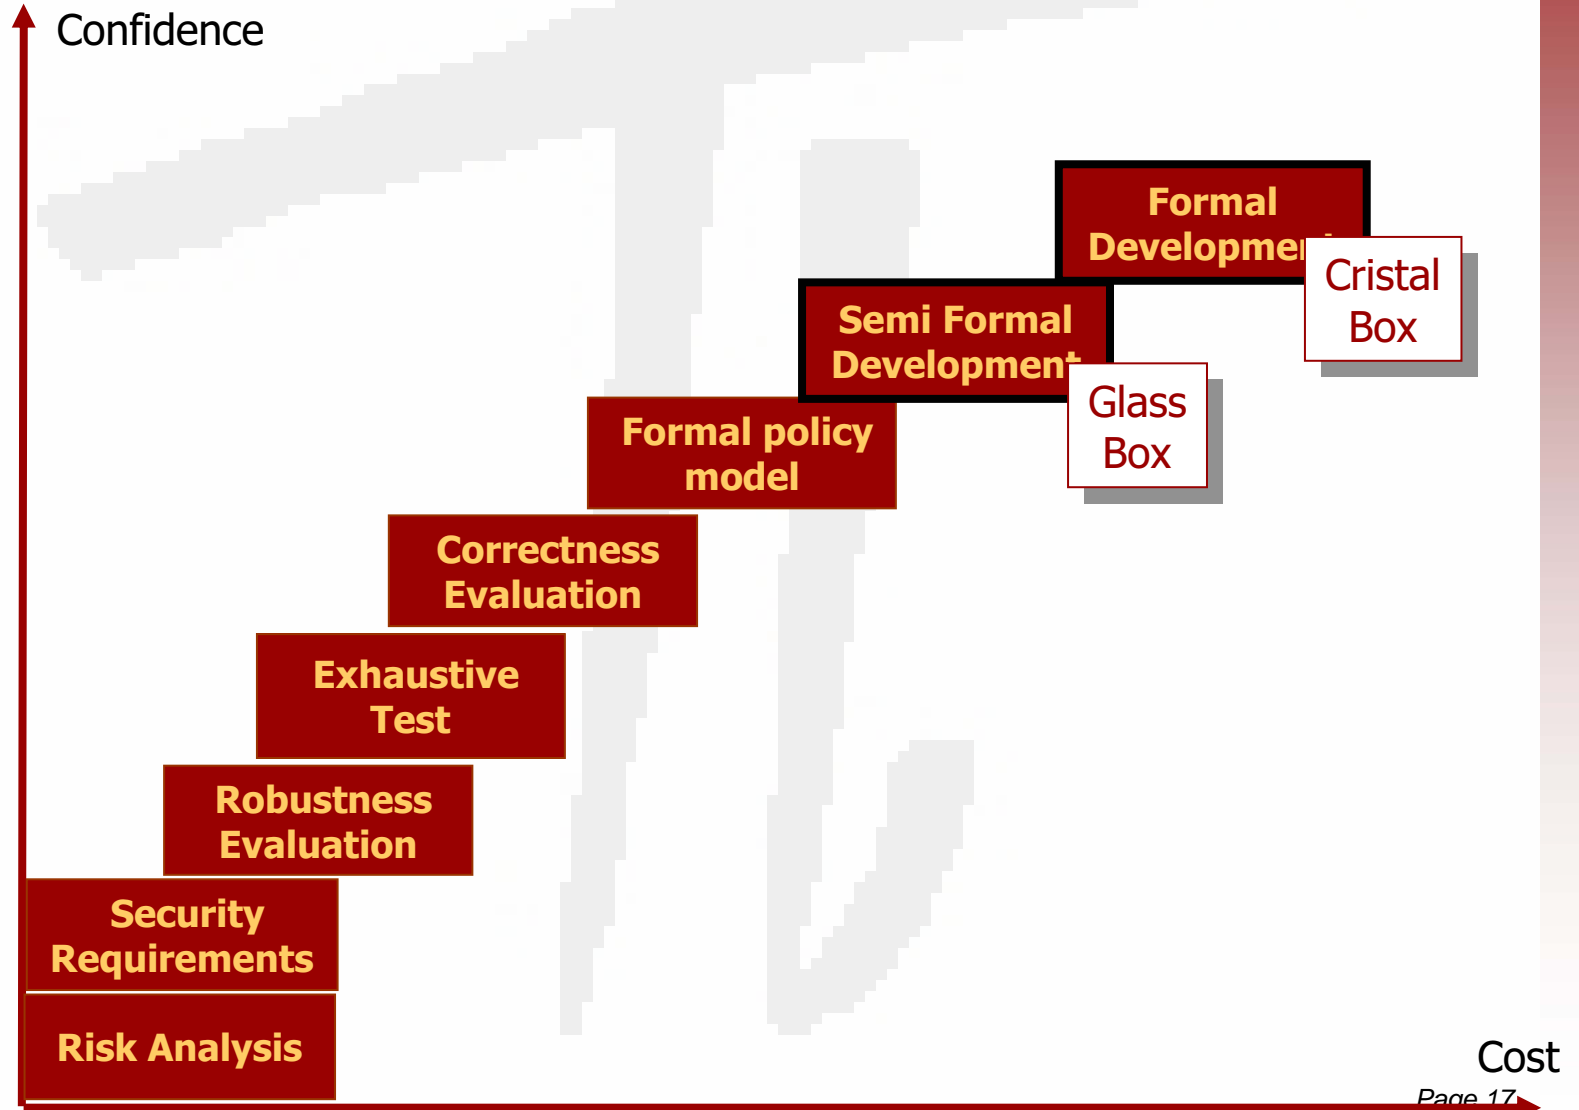 Confidence
Formal
Development
Cristal
Box
Semi Formal
Development
Glass
Box
Formal policy
model
Correctness
Evaluation
Exhaustive
Test
Robustness
Evaluation
Security
Requirements
Risk Analysis
Cost
Page 17